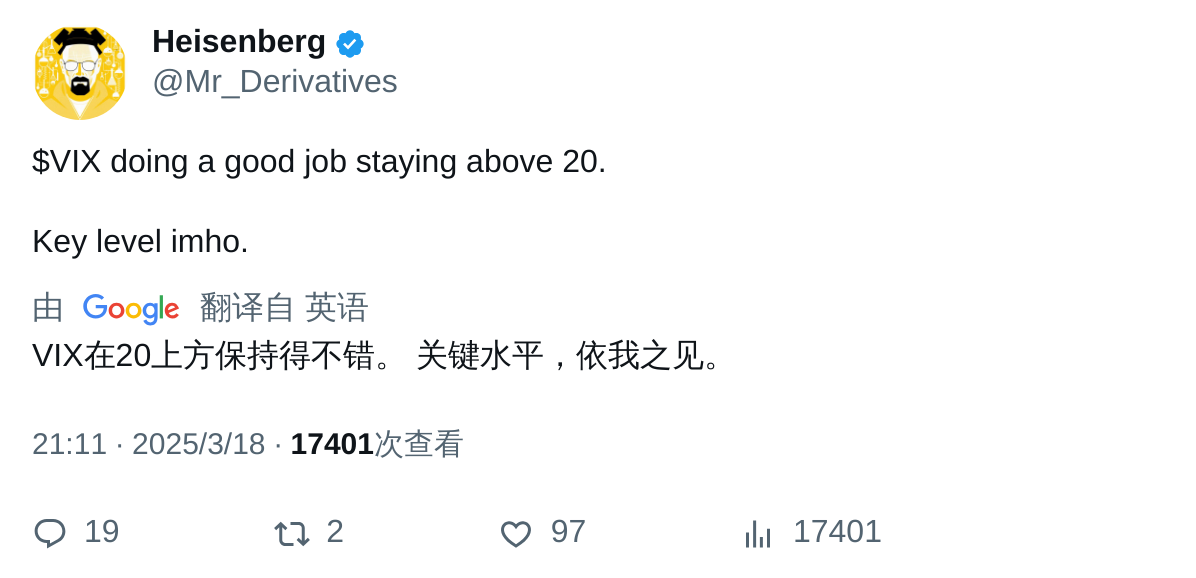 Heisenberg
@Mr_Derivatives
$VIX doing a good job staying above 20.
Key level imho.
由 Google 翻译自 英语
VIX在20上方保持得不错。 关键水平，依我之见。
21:11 · 2025/3/18 · 17401次查看
19 2 97 17401